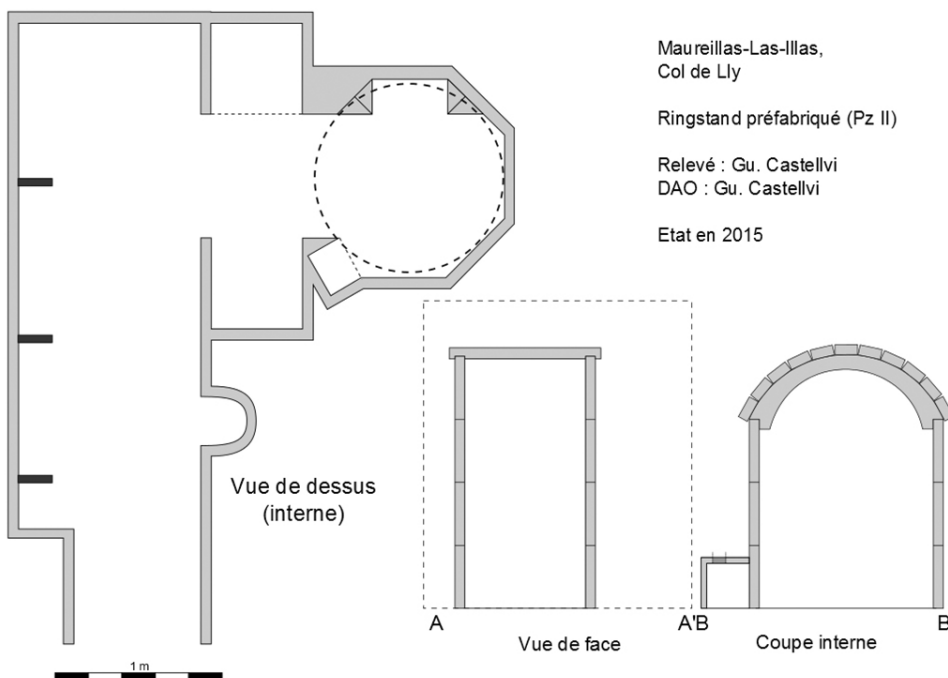 Maureillas-Las-Illas,
Col de Lly
Ringstand préfabriqué (Pz II)
Relevé : Gu. Castellvi
DAO : Gu. Castellvi
Etat en 2015
Vue de dessus
(interne)
A
A'B
B
Vue de face
Coupe interne
1 m